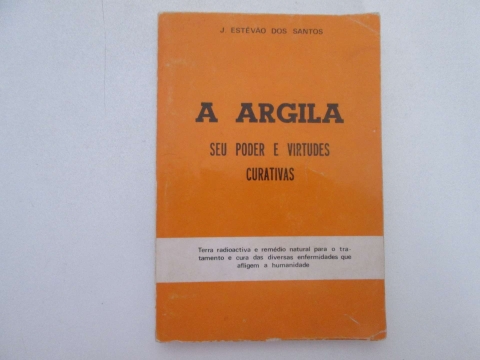 J. ESTÊVÃO DOS SANTOS
A ARGILA
SEU PODER E VIRTUDES
CURATIVAS
Terra radioactiva e remédio natural para o tra-
tamento e cura das diversas enfermidades que
afligem a humanidade